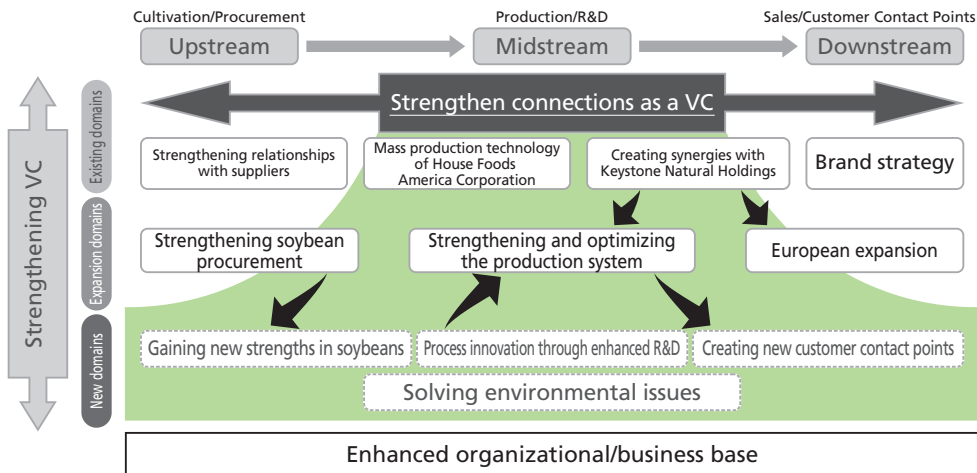 Cultivation/Procurement
Production/R&D
Sales/Customer Contact Points
Upstream
Midstream
Downstream
Strengthening VC
Existing domains
Strengthen connections as a VC
Strengthening relationships
with suppliers
Mass production technology
of House Foods
America Corporation
Creating synergies with
Keystone Natural Holdings
Brand strategy
Expansion domains
Strengthening soybean
procurement
Strengthening and optimizing
the production system
European expansion
New domains
Gaining new strengths in soybeans
Process innovation through enhanced R&D
Creating new customer contact points
Solving environmental issues
Enhanced organizational/business base